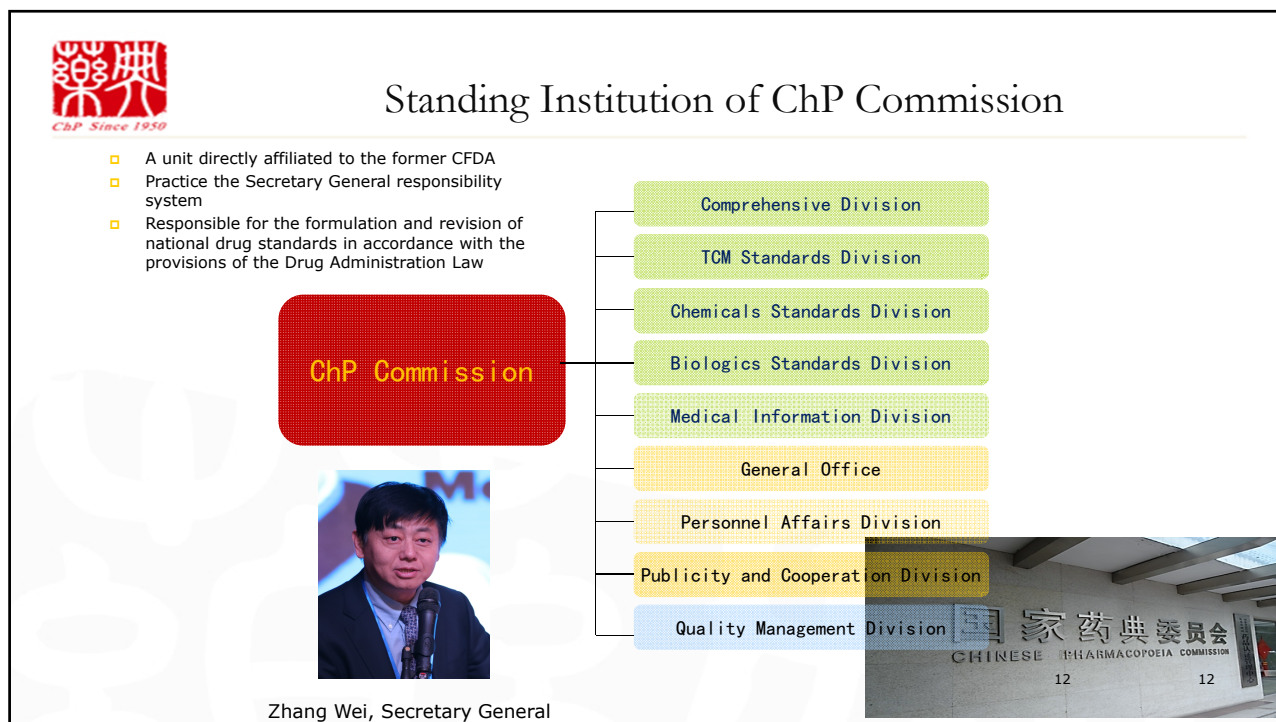 藥典
ChP Since 1950
Standing Institution of ChP Commission
A unit directly affiliated to the former CFDA
Practice the Secretary General responsibility
system
Responsible for the formulation and revision of
national drug standards in accordance with the
provisions of the Drug Administration Law
ChP Commission
Comprehensive Division
TCM Standards Division
Chemicals Standards Division
Biologics Standards Division
Medical Information Division
General Office
Personnel Affairs Division
Publicity and Cooperation Division
Quality Management Division
国家药典委员会
CHINESE PHARMACOPOEIA COMMISSION
12 12
Zhang Wei, Secretary General